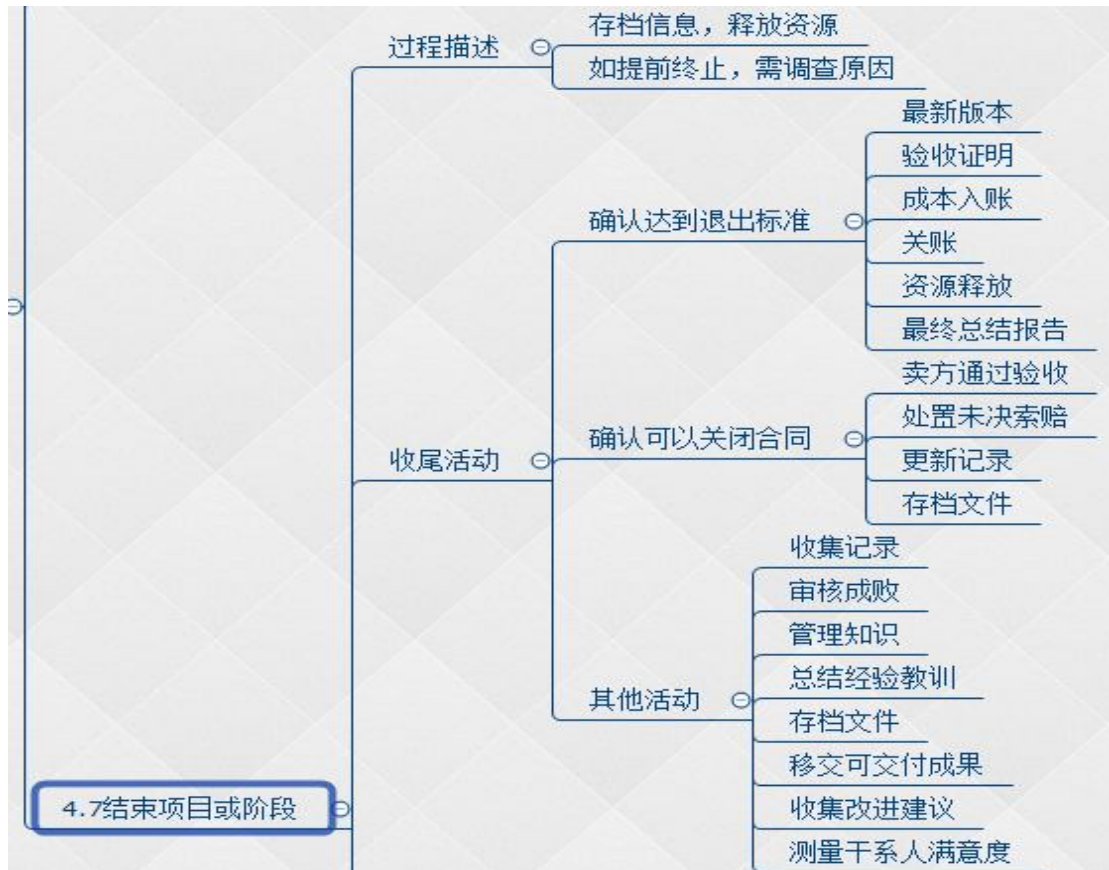 过程描述
存档信息，释放资源
如提前终止，需调查原因
收尾活动
确认达到退出标准
最新版本
验收证明
成本入账
关账
资源释放
最终总结报告
确认可以关闭合同
卖方通过验收
处置未决索赔
更新记录
存档文件
其他活动
收集记录
审核成败
管理知识
总结经验教训
存档文件
移交可交付成果
收集改进建议
测量干系人满意度
4.7结束项目或阶段